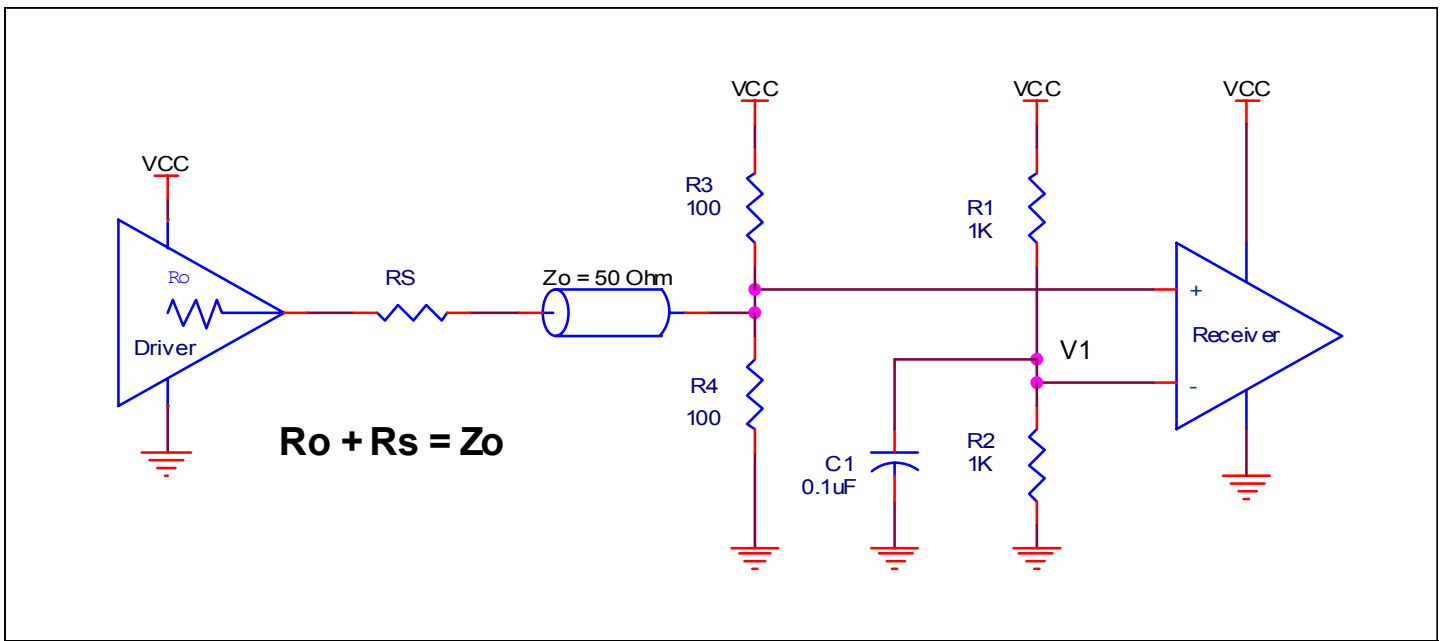 VCC
VCC
VCC
VCC
R3
100
R1
1K
Ro
RS
Zo = 50 Ohm
+
Driver
Receiver
V1
-
R4
100
Ro + Rs = Zo
R2
1K
C1
0.1uF